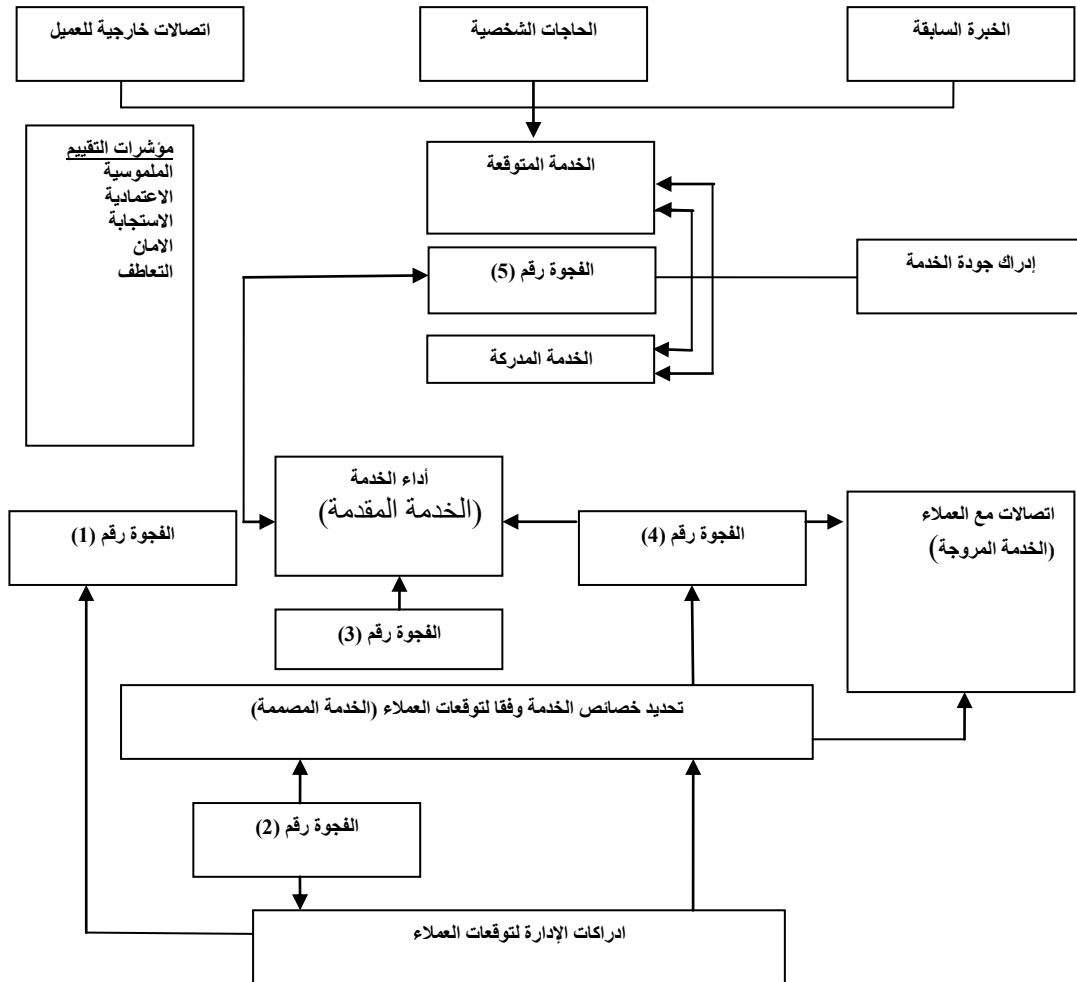 الخبرة السابقة
الحاجات الشخصية
اتصالات خارجية للعميل
مؤشرات التقييم
الملموسية
الاعتمادية
الاستجابة
الامان
التعاطف
الخدمة المتوقعة
الفجوة رقم (5)
إدراك جودة الخدمة
الخدمة المدركة
أداء الخدمة
(الخدمة المقدمة)
اتصالات مع العملاء
(الخدمة المروجة)
الفجوة رقم (4)
الفجوة رقم (1)
الفجوة رقم (3)
تحديد خصائص الخدمة وفقا لتوقعات العملاء (الخدمة المصممة)
الفجوة رقم (2)
ادراكات الإدارة لتوقعات العملاء